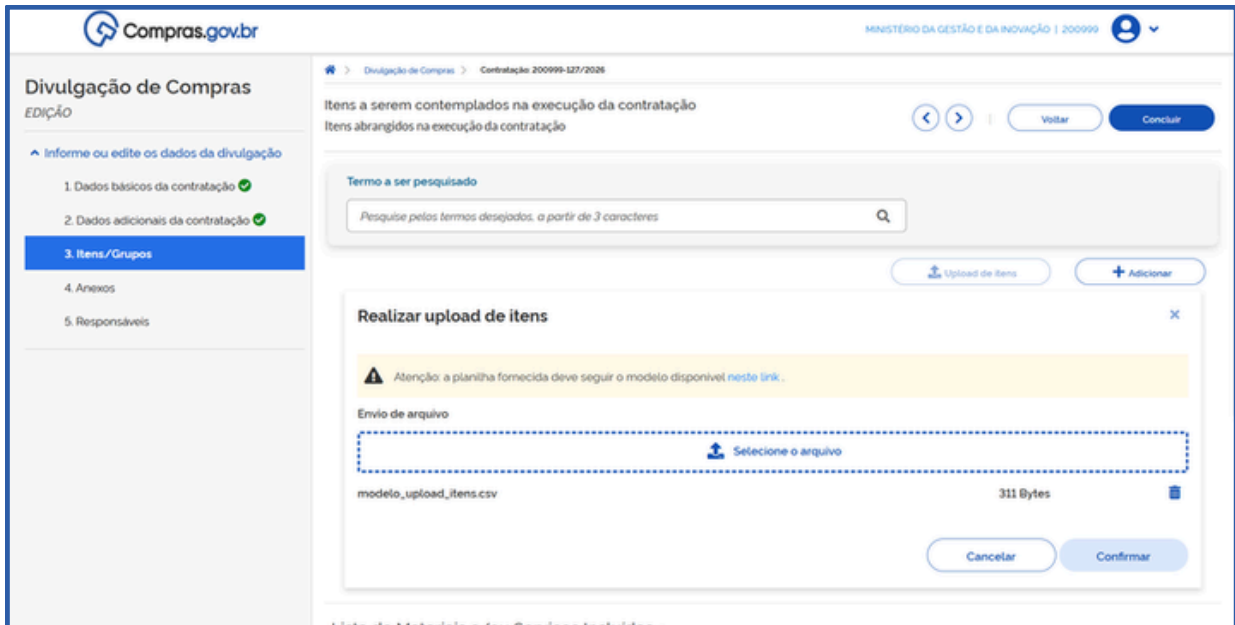 Compras.gov.br
MINISTÉRIO DA GESTÃO E DA INOVAÇÃO | 200999
Divulgação de Compras
EDIÇÃO
Informe ou edite os dados da divulgação
1. Dados básicos da contratação
2. Dados adicionais da contratação
3. Itens/Grupos
4. Anexos
5. Responsáveis
Divulgação de Compras
Contratação: 200999-127/2026
Itens a serem contemplados na execução da contratação
Itens abrangidos na execução da contratação
Voltar
Concluir
Termo a ser pesquisado
Pesquise pelos termos desejados, a partir de 3 caracteres
Upload de itens
Adicionar
Realizar upload de itens
Atenção: a planilha fornecida deve seguir o modelo disponível neste link.
Envio de arquivo
Selecione o arquivo
modelo_upload_itens.csv 311 Bytes
Cancelar
Confirmar